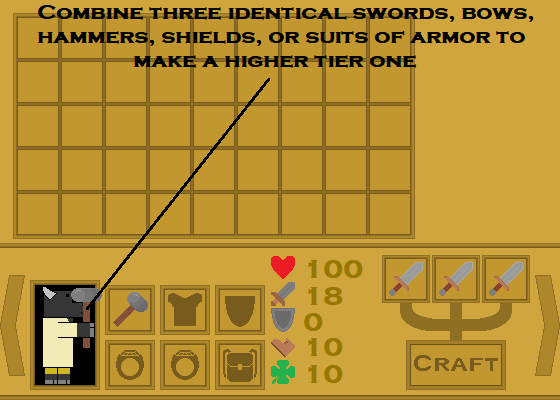 Combine three identical swords, bows,
hammers, shields, or suits of armor to
make a higher tier one
100
18
0
10
10
Craft